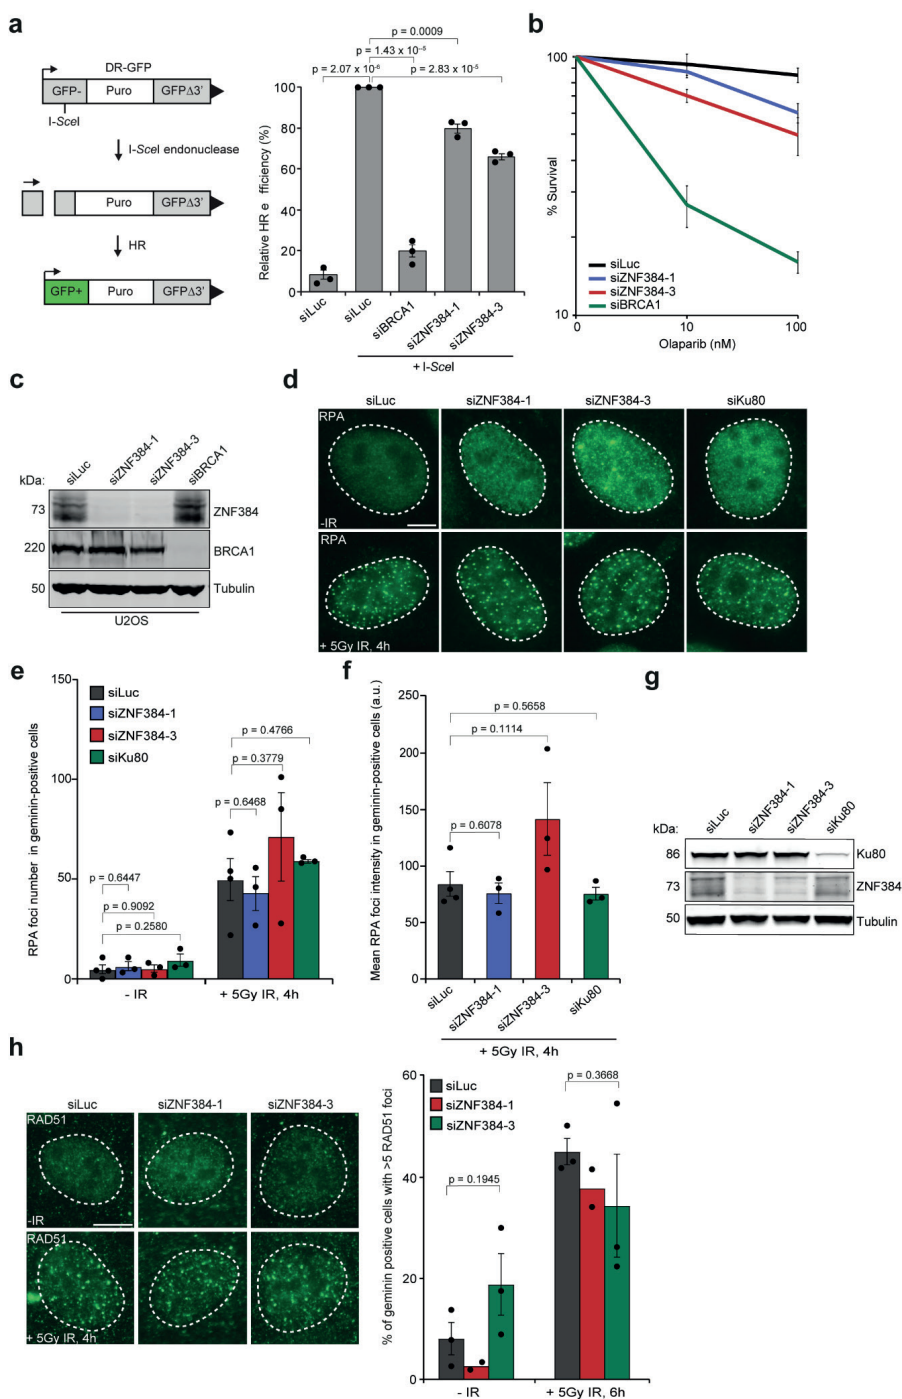 a
DR-GFP
GFP- Puro GFPΔ3'
I-SceI
I-SceI endonuclease
Puro GFPΔ3'
HR
GFP+ Puro GFPΔ3'
p = 0.0009
p = 1.43 x 10⁻⁵
p = 2.07 x 10⁻⁶ p = 2.83 x 10⁻⁵
Relative HR e fficiency (%)
100
80
60
40
20
0
siLuc siLuc siBRCA1 siZNF384-1 siZNF384-3
+ I-SceI
b
% Survival
100
10
siLuc
siZNF384-1
siZNF384-3
siBRCA1
0 10 100
Olaparib (nM)
c
siLuc siZNF384-1 siZNF384-3 siBRCA1
kDa:
73 ZNF384
220 BRCA1
50 Tubulin
U2OS
d
siLuc siZNF384-1 siZNF384-3 siKu80
RPA
-IR
RPA
+ 5Gy IR, 4h
e
RPA foci number in geminin-positive cells
150
100
50
0
siLuc
siZNF384-1
siZNF384-3
siKu80
p = 0.4766
p = 0.3779
p = 0.6468
p = 0.6447
p = 0.9092
p = 0.2580
- IR + 5Gy IR, 4h
f
Mean RPA foci intensity in geminin-positive cells (a.u.)
250
200
150
100
50
0
p = 0.5658
p = 0.1114
p = 0.6078
siLuc siZNF384-1 siZNF384-3 siKu80
+ 5Gy IR, 4h
g
siLuc siZNF384-1 siZNF384-3 siKu80
kDa:
86 Ku80
73 ZNF384
50 Tubulin
h
siLuc siZNF384-1 siZNF384-3
RAD51
-IR
RAD51
+ 5Gy IR, 4h
% of geminin positive cells with >5 RAD51 foci
60
40
20
0
siLuc
siZNF384-1
siZNF384-3
p = 0.3668
p = 0.1945
- IR + 5Gy IR, 6h